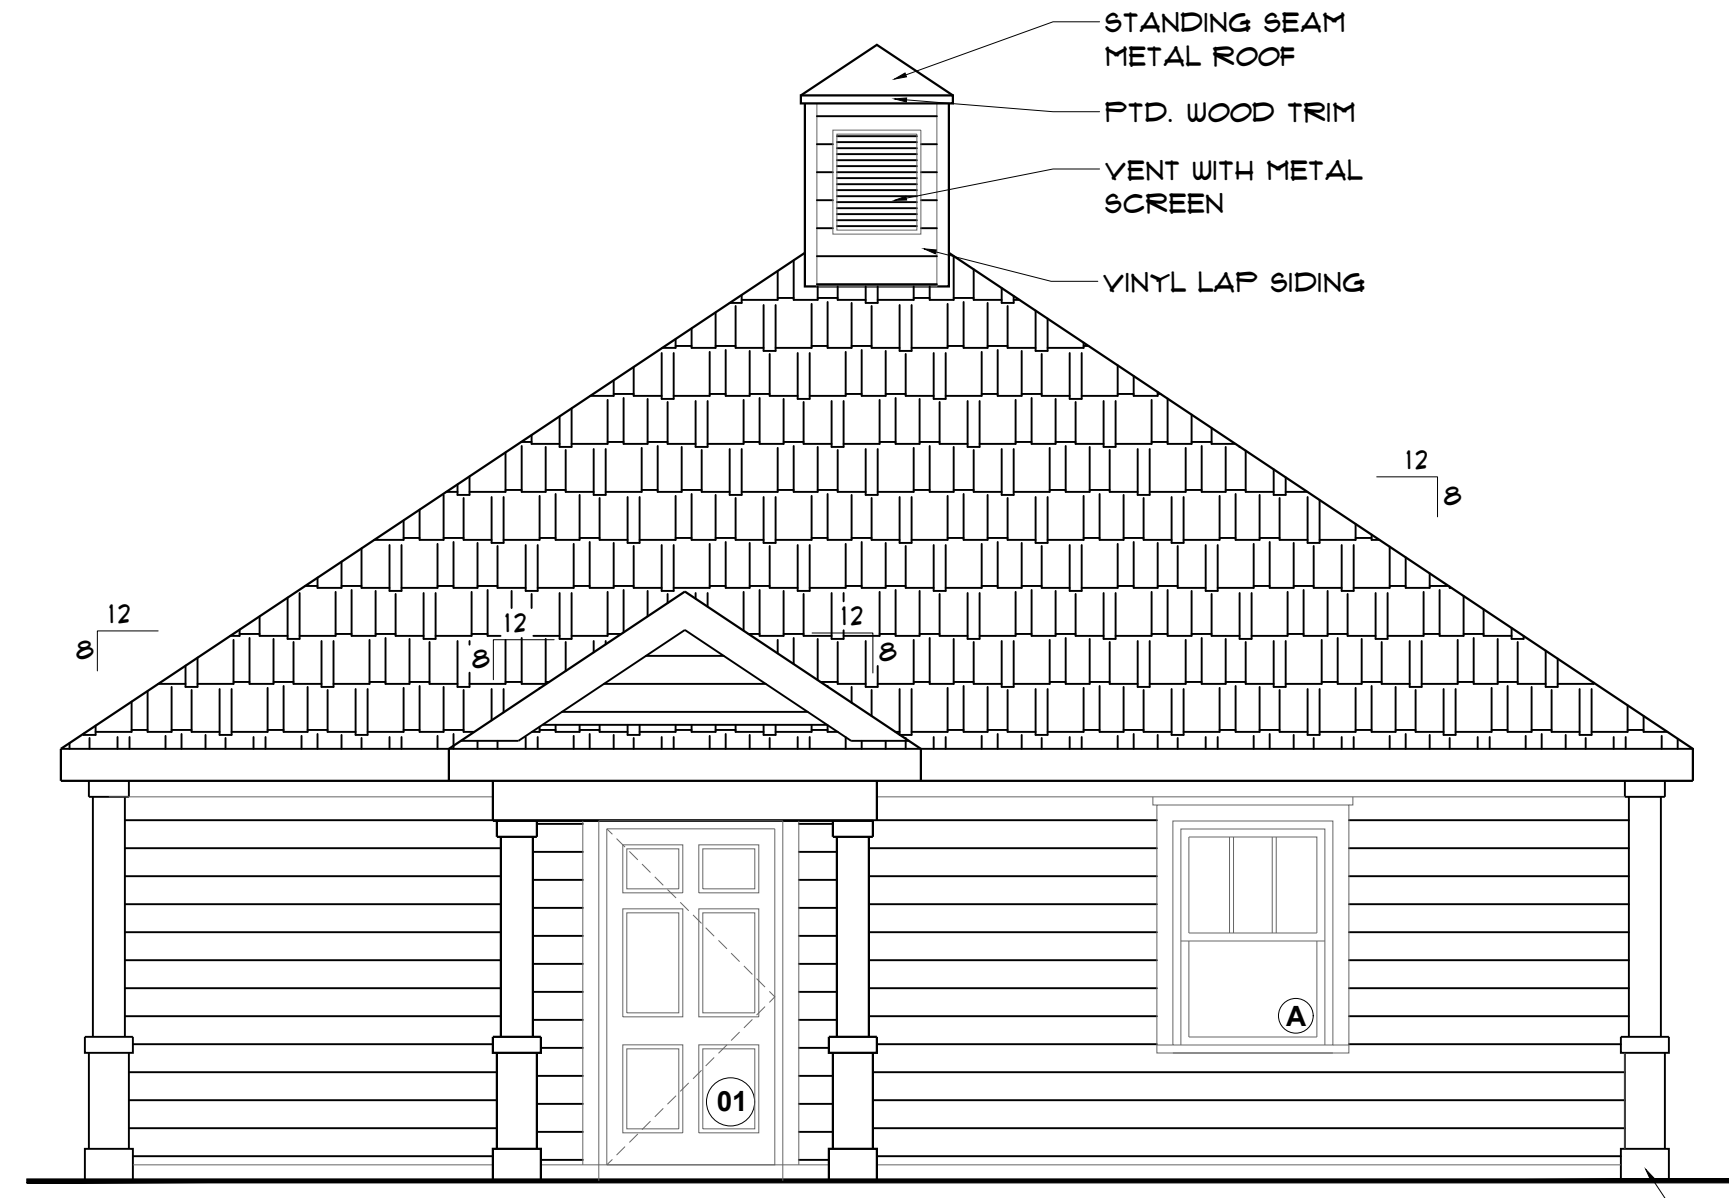 STANDING SEAM
METAL ROOF
PTD. WOOD TRIM
VENT WITH METAL
SCREEN
VINYL LAP SIDING
12
8
12
8
12
8
12
8
A
01